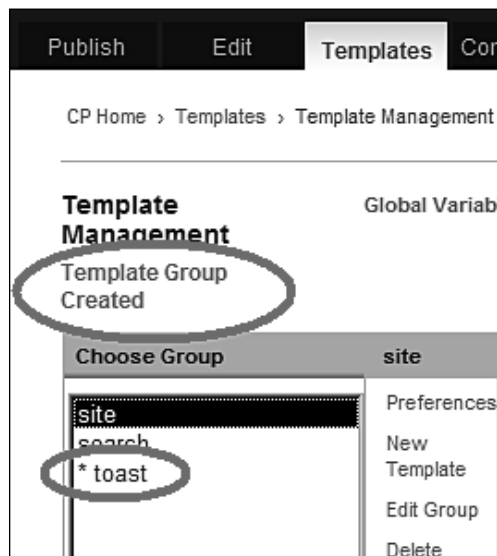 Publish Edit Templates Cor
CP Home › Templates › Template Management
Template Management
Global Variab
Template Group
Created
Choose Group
site
search
* toast
site
Preferences
New
Template
Edit Group
Delete